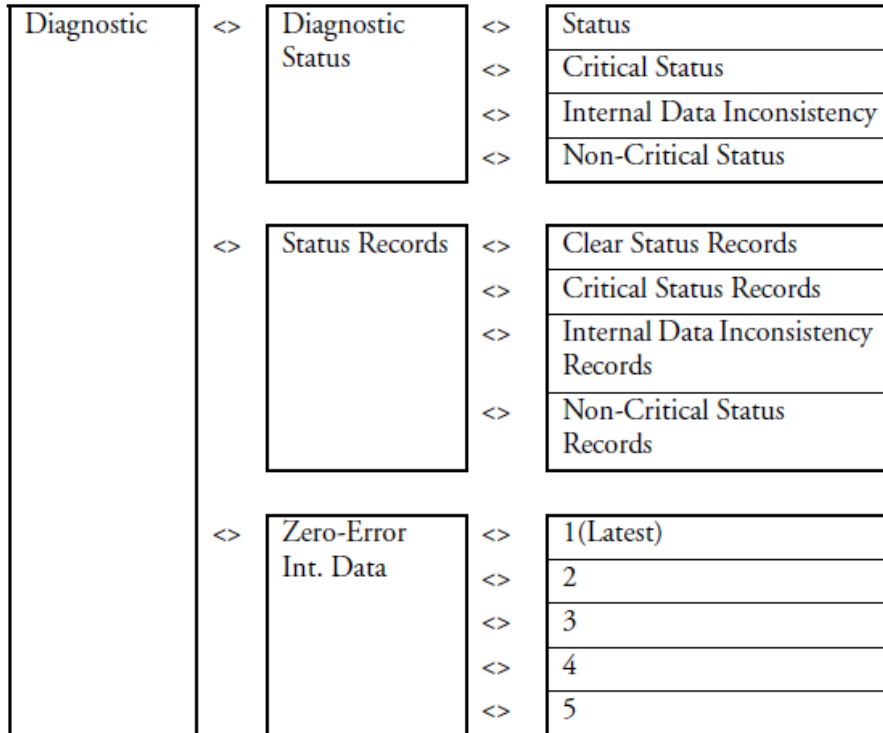 Diagnostic <> Diagnostic <> Status
Status <> Critical Status
<> Internal Data Inconsistency
<> Non-Critical Status
<> Status Records <> Clear Status Records
<> Critical Status Records
<> Internal Data Inconsistency
Records
<> Non-Critical Status
Records
<> Zero-Error <> 1(Latest)
Int. Data <> 2
<> 3
<> 4
<> 5